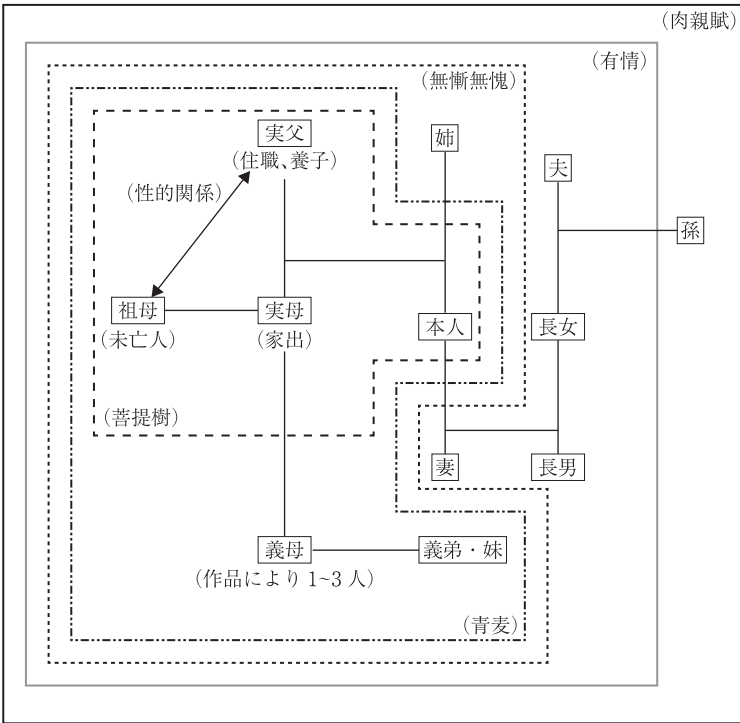 (肉親賦)
(有情)
(無慚無愧)
実父
(住職、養子)
姉
夫
(性的関係)
孫
祖母
(未亡人)
実母
(家出)
本人
長女
(菩提樹)
妻
長男
義母
(作品により 1~3 人)
義弟・妹
(青麦)